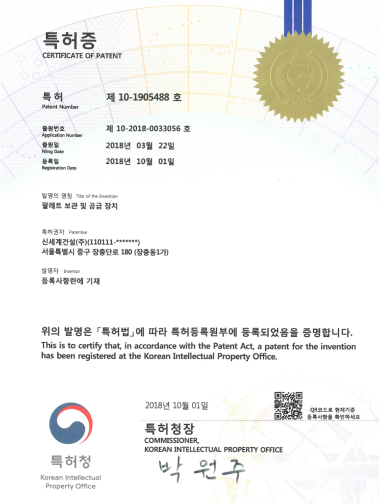 특허증
CERTIFICATE OF PATENT
특 허 제 10-1905488 호
Patent Number
출원번호 제 10-2018-0033056 호
Application Number
출원일 2018년 03월 22일
Filing Date
등록일 2018년 10월 01일
Registration Date
발명의 명칭 Title of the Invention
팔레트 보관 및 공급 장치
특허권자 Patentee
신세계건설(주)(110111-*******)
서울특별시 중구 장충단로 180 (장충동1가)
발명자 Inventor
등록사항란에 기재
위의 발명은 「특허법」에 따라 특허등록원부에 등록되었음을 증명합니다.
This is to certify that, in accordance with the Patent Act, a patent for the invention
has been registered at the Korean Intellectual Property Office.
2018년 10월 01일
QR코드로 현재기준
등록사항을 확인하세요
특허청장
COMMISSIONER,
KOREAN INTELLECTUAL PROPERTY OFFICE
박원주
특허청
Korean Intellectual
Property Office